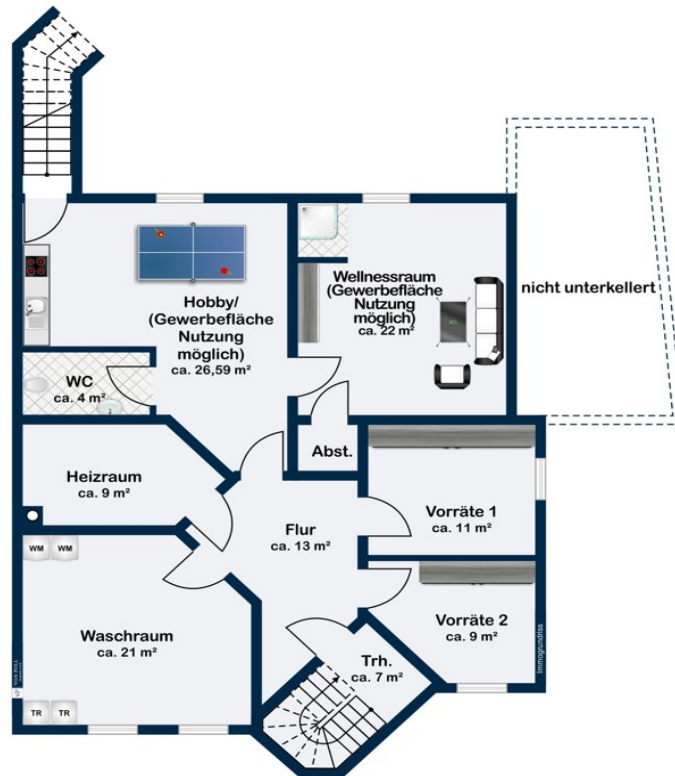 Hobby/
(Gewerbefläche
Nutzung
möglich)
ca. 26,59 m²
Wellnessraum
(Gewerbefläche
Nutzung
möglich)
ca. 22 m²
nicht unterkellert
WC
ca. 4 m²
Abst.
Heizraum
ca. 9 m²
Flur
ca. 13 m²
Vorräte 1
ca. 11 m²
WM WM
Waschraum
ca. 21 m²
Vorräte 2
ca. 9 m²
Trh.
ca. 7 m²
TR TR
Immogrundriss
VON POLL